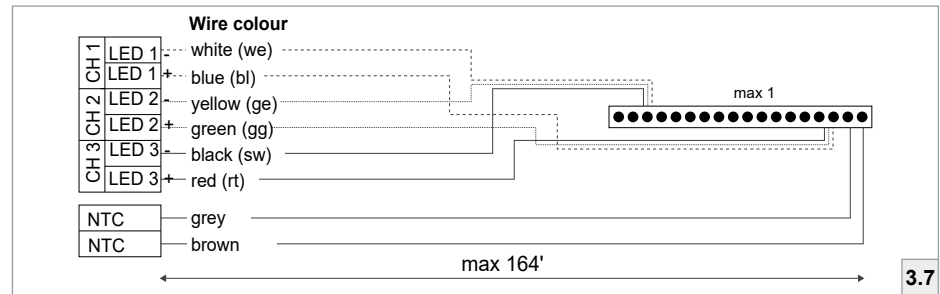 Wire colour
CH 1
LED 1 -
white (we)
LED 1 +
blue (bl)
CH 2
LED 2 -
yellow (ge)
LED 2 +
green (gg)
CH 3
LED 3 -
black (sw)
LED 3 +
red (rt)
max 1
NTC
grey
NTC
brown
max 164'
3.7